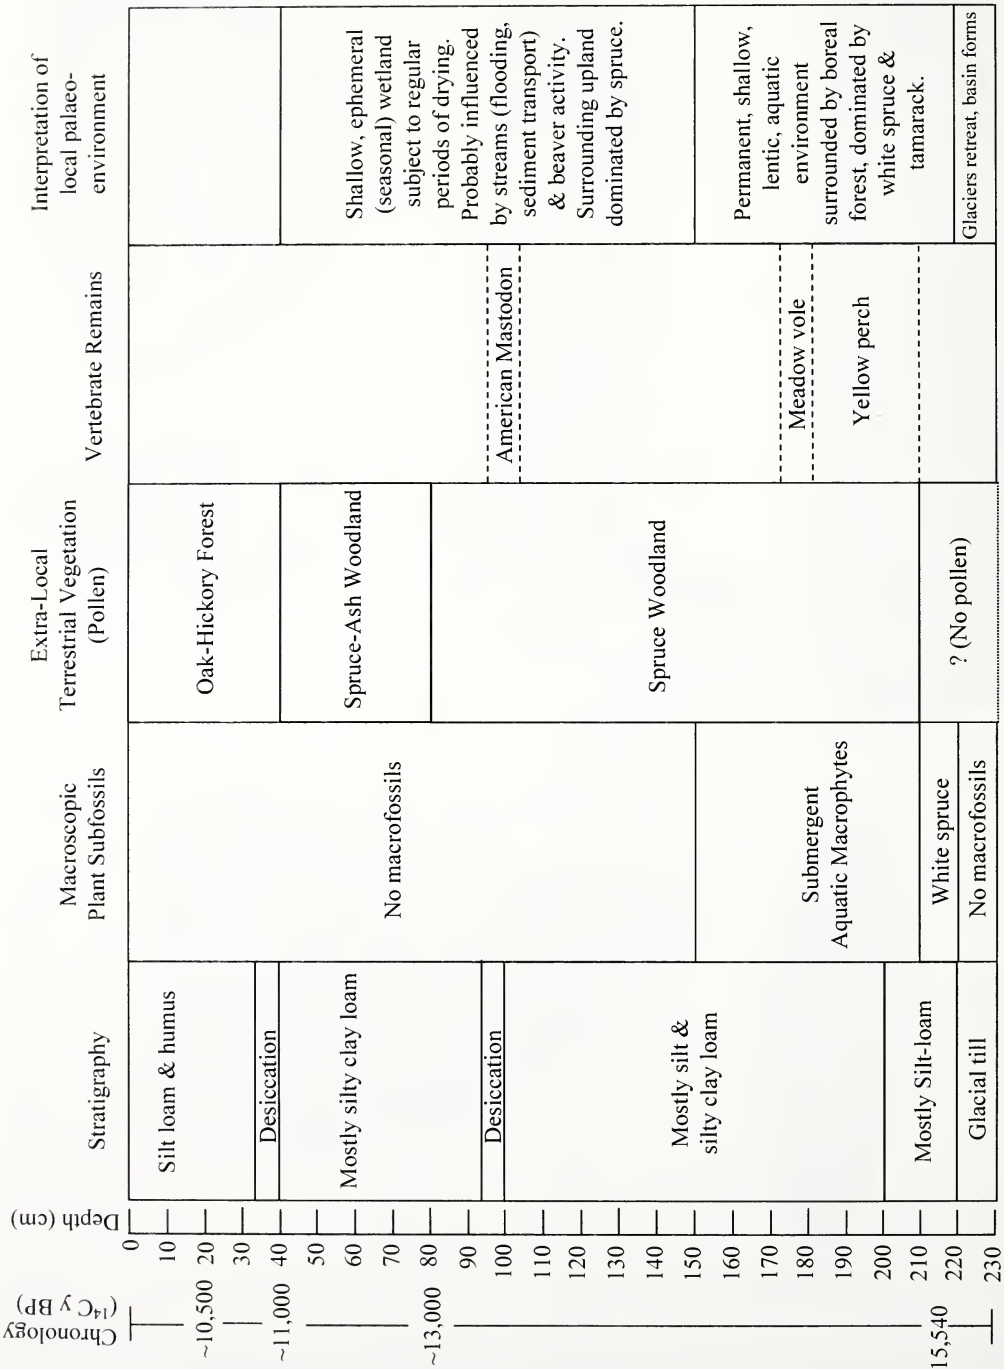 Chronology
(¹⁴C y BP)
~10,500
~11,000
~13,000
15,540
Depth (cm)
0
10
20
30
40
50
60
70
80
90
100
110
120
130
140
150
160
170
180
190
200
210
220
230
Stratigraphy
Silt loam & humus
Desiccation
Mostly silty clay loam
Desiccation
Mostly silt &
silty clay loam
Mostly Silt-loam
Glacial till
Macroscopic
Plant Subfossils
No macrofossils
Submergent
Aquatic Macrophytes
White spruce
No macrofossils
Extra-Local
Terrestrial Vegetation
(Pollen)
Oak-Hickory Forest
Spruce-Ash Woodland
Spruce Woodland
? (No pollen)
Vertebrate Remains
American Mastodon
Meadow vole
Yellow perch
Interpretation of
local palaeo-
environment
Shallow, ephemeral
(seasonal) wetland
subject to regular
periods of drying.
Probably influenced
by streams (flooding,
sediment transport)
& beaver activity.
Surrounding upland
dominated by spruce.
Permanent, shallow,
lentic, aquatic
environment
surrounded by boreal
forest, dominated by
white spruce &
tamarack.
Glaciers retreat, basin forms